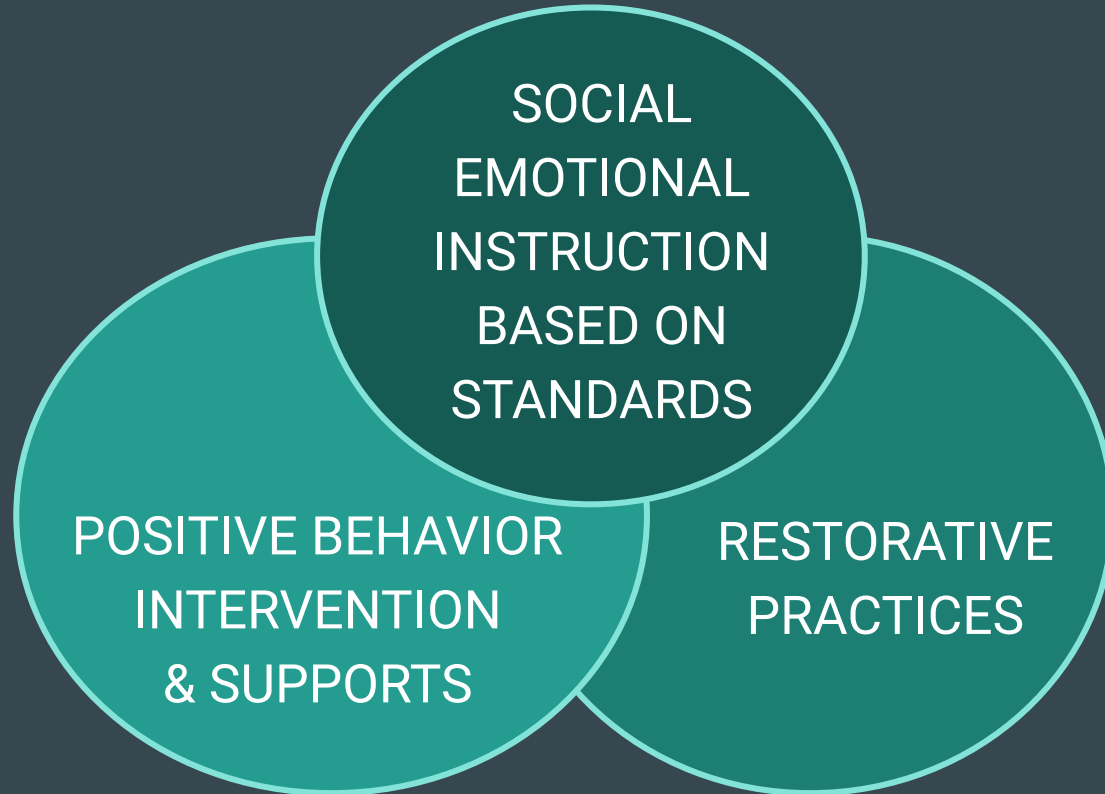 SOCIAL
EMOTIONAL
INSTRUCTION
BASED ON
STANDARDS
POSITIVE BEHAVIOR
INTERVENTION
& SUPPORTS
RESTORATIVE
PRACTICES